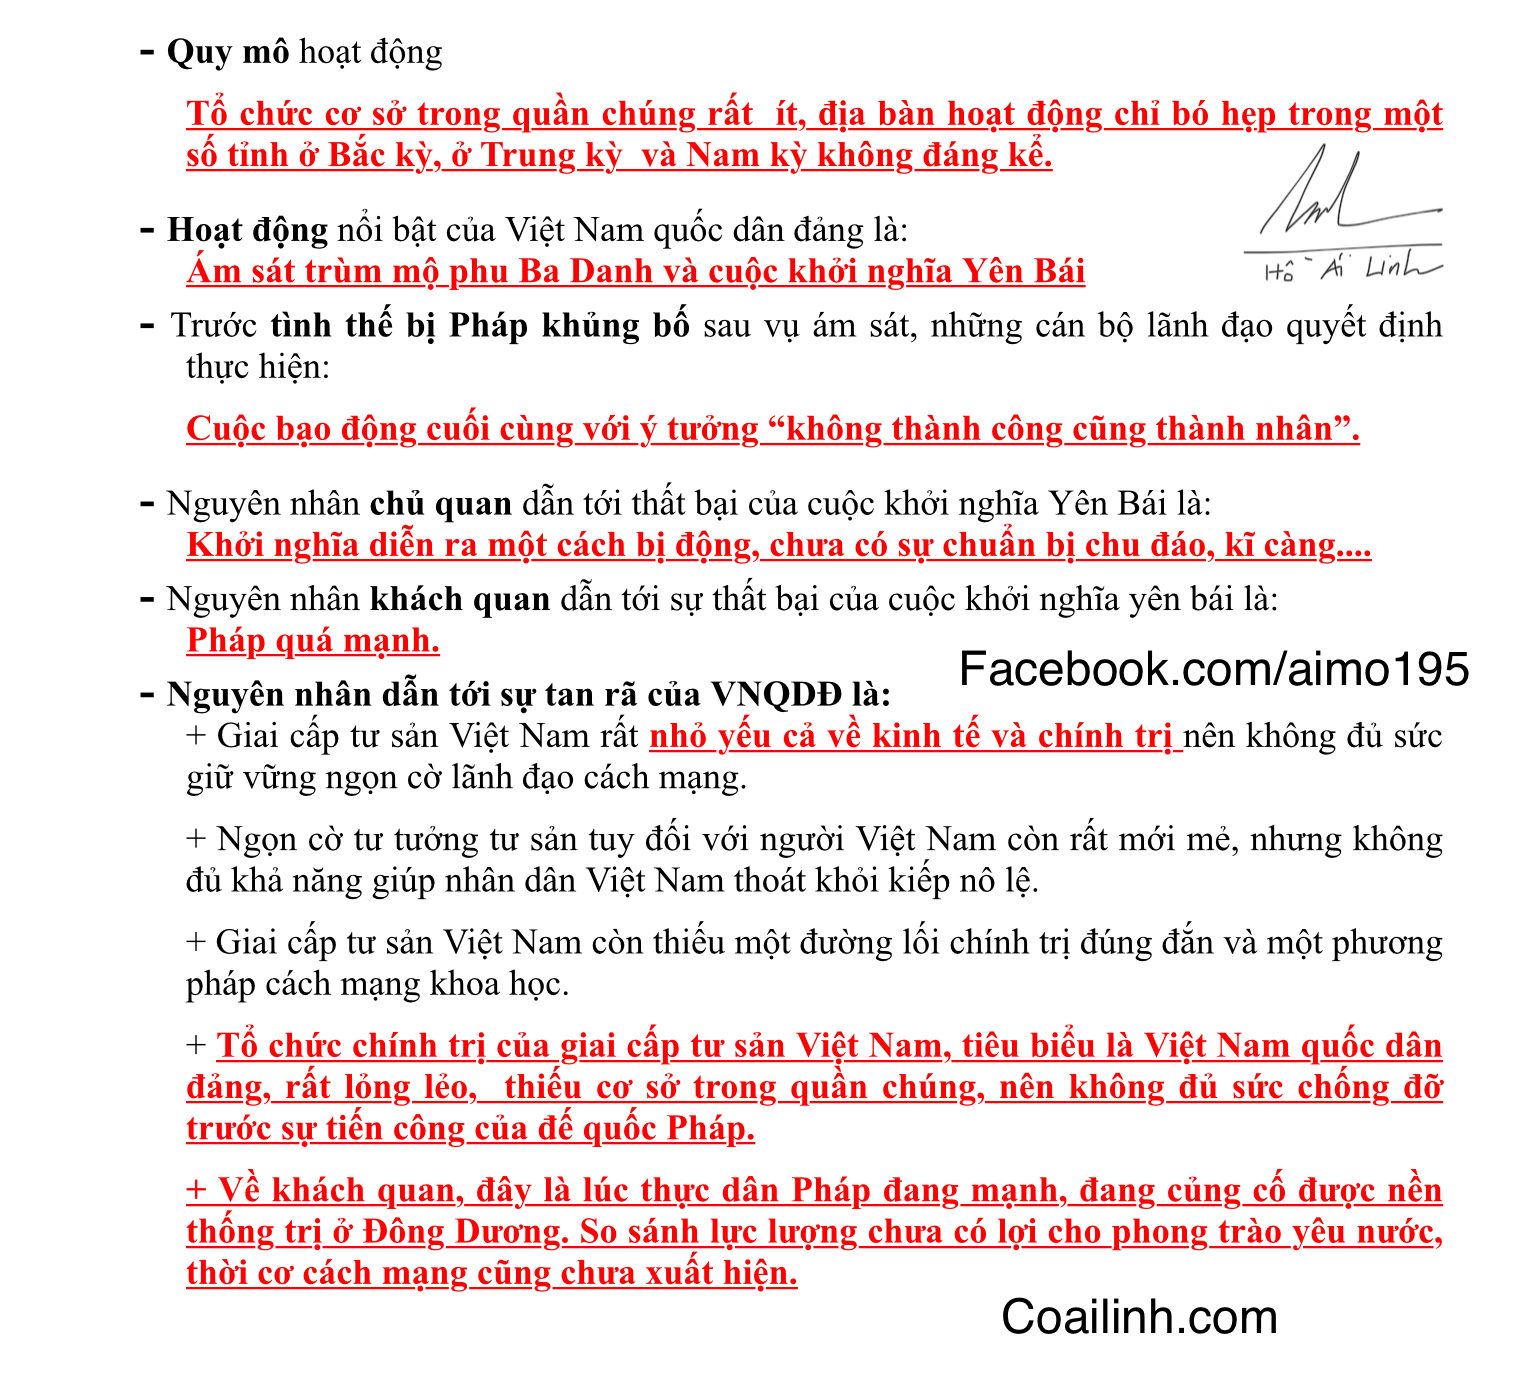 - Quy mô hoạt động
Tổ chức cơ sở trong quần chúng rất  ít, địa bàn hoạt động chỉ bó hẹp trong một
số tỉnh ở Bắc kỳ, ở Trung kỳ  và Nam kỳ không đáng kể.
- Hoạt động nổi bật của Việt Nam quốc dân đảng là:
Ám sát trùm mộ phu Ba Danh và cuộc khởi nghĩa Yên Bái
Hồ Ái Linh
- Trước tình thế bị Pháp khủng bố sau vụ ám sát, những cán bộ lãnh đạo quyết định
thực hiện:
Cuộc bạo động cuối cùng với ý tưởng “không thành công cũng thành nhân”.
- Nguyên nhân chủ quan dẫn tới thất bại của cuộc khởi nghĩa Yên Bái là:
Khởi nghĩa diễn ra một cách bị động, chưa có sự chuẩn bị chu đáo, kĩ càng....
- Nguyên nhân khách quan dẫn tới sự thất bại của cuộc khởi nghĩa yên bái là:
Pháp quá mạnh.
Facebook.com/aimo195
- Nguyên nhân dẫn tới sự tan rã của VNQDĐ là:
+ Giai cấp tư sản Việt Nam rất nhỏ yếu cả về kinh tế và chính trị nên không đủ sức
giữ vững ngọn cờ lãnh đạo cách mạng.
+ Ngọn cờ tư tưởng tư sản tuy đối với người Việt Nam còn rất mới mẻ, nhưng không
đủ khả năng giúp nhân dân Việt Nam thoát khỏi kiếp nô lệ.
+ Giai cấp tư sản Việt Nam còn thiếu một đường lối chính trị đúng đắn và một phương
pháp cách mạng khoa học.
+ Tổ chức chính trị của giai cấp tư sản Việt Nam, tiêu biểu là Việt Nam quốc dân
đảng, rất lỏng lẻo,  thiếu cơ sở trong quần chúng, nên không đủ sức chống đỡ
trước sự tiến công của đế quốc Pháp.
+ Về khách quan, đây là lúc thực dân Pháp đang mạnh, đang củng cố được nền
thống trị ở Đông Dương. So sánh lực lượng chưa có lợi cho phong trào yêu nước,
thời cơ cách mạng cũng chưa xuất hiện.
Coailinh.com